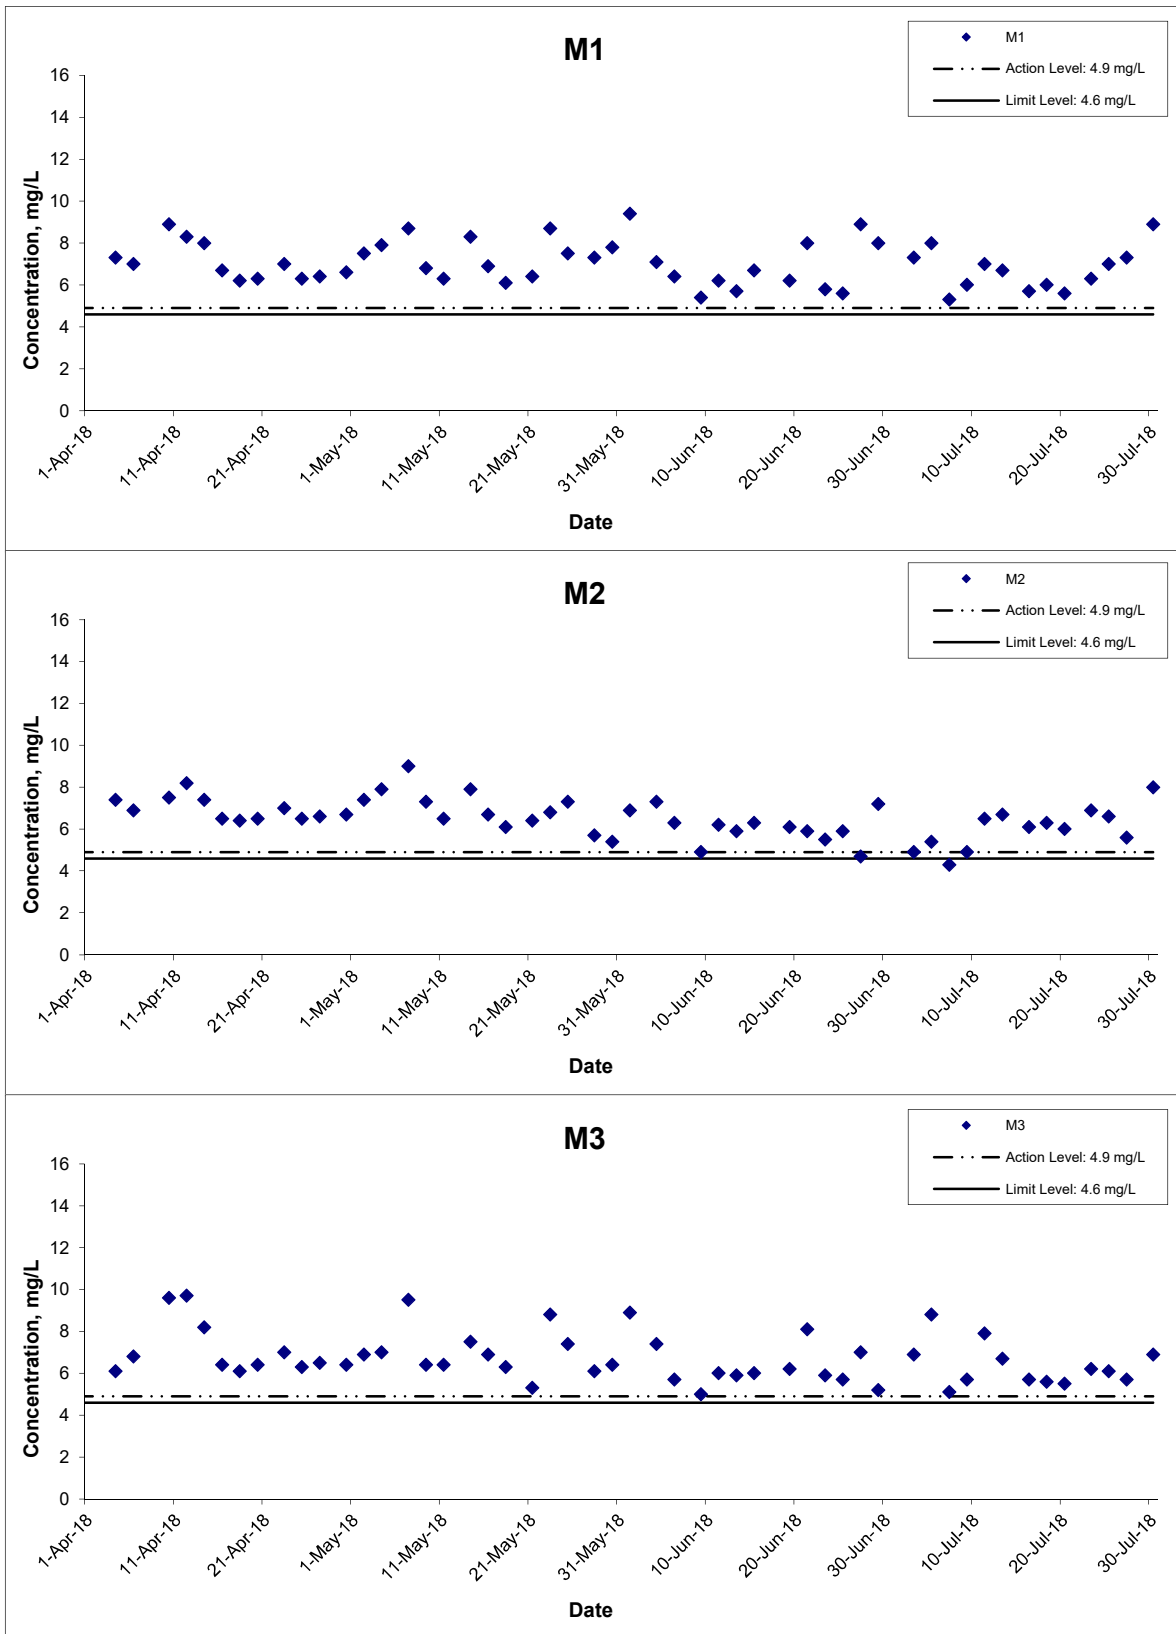 M1
M1
Action Level: 4.9 mg/L
Limit Level: 4.6 mg/L
Concentration, mg/L
16
14
12
10
8
6
4
2
0
1-Apr-18
11-Apr-18
21-Apr-18
1-May-18
11-May-18
21-May-18
31-May-18
10-Jun-18
20-Jun-18
30-Jun-18
10-Jul-18
20-Jul-18
30-Jul-18
Date
M2
M2
Action Level: 4.9 mg/L
Limit Level: 4.6 mg/L
Concentration, mg/L
16
14
12
10
8
6
4
2
0
1-Apr-18
11-Apr-18
21-Apr-18
1-May-18
11-May-18
21-May-18
31-May-18
10-Jun-18
20-Jun-18
30-Jun-18
10-Jul-18
20-Jul-18
30-Jul-18
Date
M3
M3
Action Level: 4.9 mg/L
Limit Level: 4.6 mg/L
Concentration, mg/L
16
14
12
10
8
6
4
2
0
1-Apr-18
11-Apr-18
21-Apr-18
1-May-18
11-May-18
21-May-18
31-May-18
10-Jun-18
20-Jun-18
30-Jun-18
10-Jul-18
20-Jul-18
30-Jul-18
Date